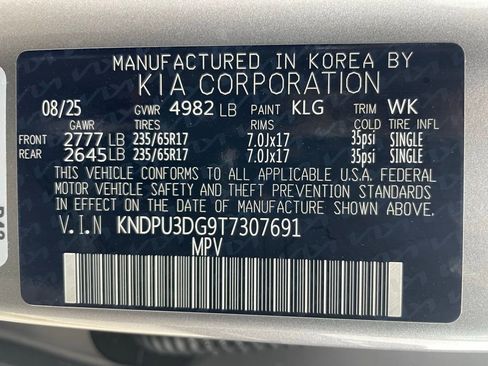 MANUFACTURED IN KOREA BY
KIA CORPORATION
08/25 GVWR 4982 LB PAINT KLG TRIM WK
GAWR TIRES RIMS COLD TIRE INFL
FRONT 2777 LB 235/65R17 7.0Jx17 35psi SINGLE
REAR 2645 LB 235/65R17 7.0Jx17 35psi SINGLE
THIS VEHICLE CONFORMS TO ALL APPLICABLE U.S.A. FEDERAL
MOTOR VEHICLE SAFETY AND THEFT PREVENTION STANDARDS
IN EFFECT ON THE DATE OF MANUFACTURE SHOWN ABOVE.
V.I.N KNDPU3DG9T7307691
MPV